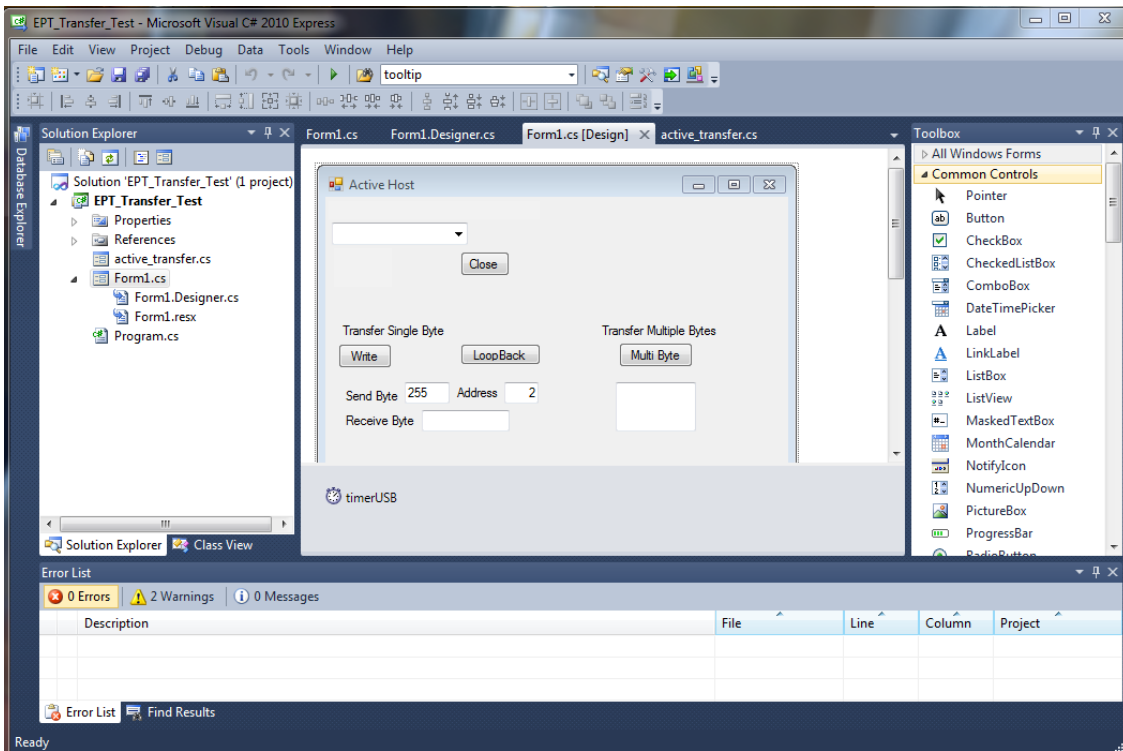 EPT_Transfer_Test - Microsoft Visual C# 2010 Express
File Edit View Project Debug Data Tools Window Help
tooltip
Database Explorer
Solution Explorer
Solution 'EPT_Transfer_Test' (1 project)
EPT_Transfer_Test
Properties
References
active_transfer.cs
Form1.cs
Form1.Designer.cs
Form1.resx
Program.cs
Solution Explorer Class View
Form1.cs Form1.Designer.cs Form1.cs [Design] active_transfer.cs
Active Host
Close
Transfer Single Byte Transfer Multiple Bytes
Write LoopBack Multi Byte
Send Byte 255 Address 2
Receive Byte
timerUSB
Toolbox
All Windows Forms
Common Controls
Pointer
Button
CheckBox
CheckedListBox
ComboBox
DateTimePicker
Label
LinkLabel
ListBox
ListView
MaskedTextBox
MonthCalendar
NotifyIcon
NumericUpDown
PictureBox
ProgressBar
RadioButton
Error List
0 Errors 2 Warnings 0 Messages
Description File Line Column Project
Error List Find Results
Ready